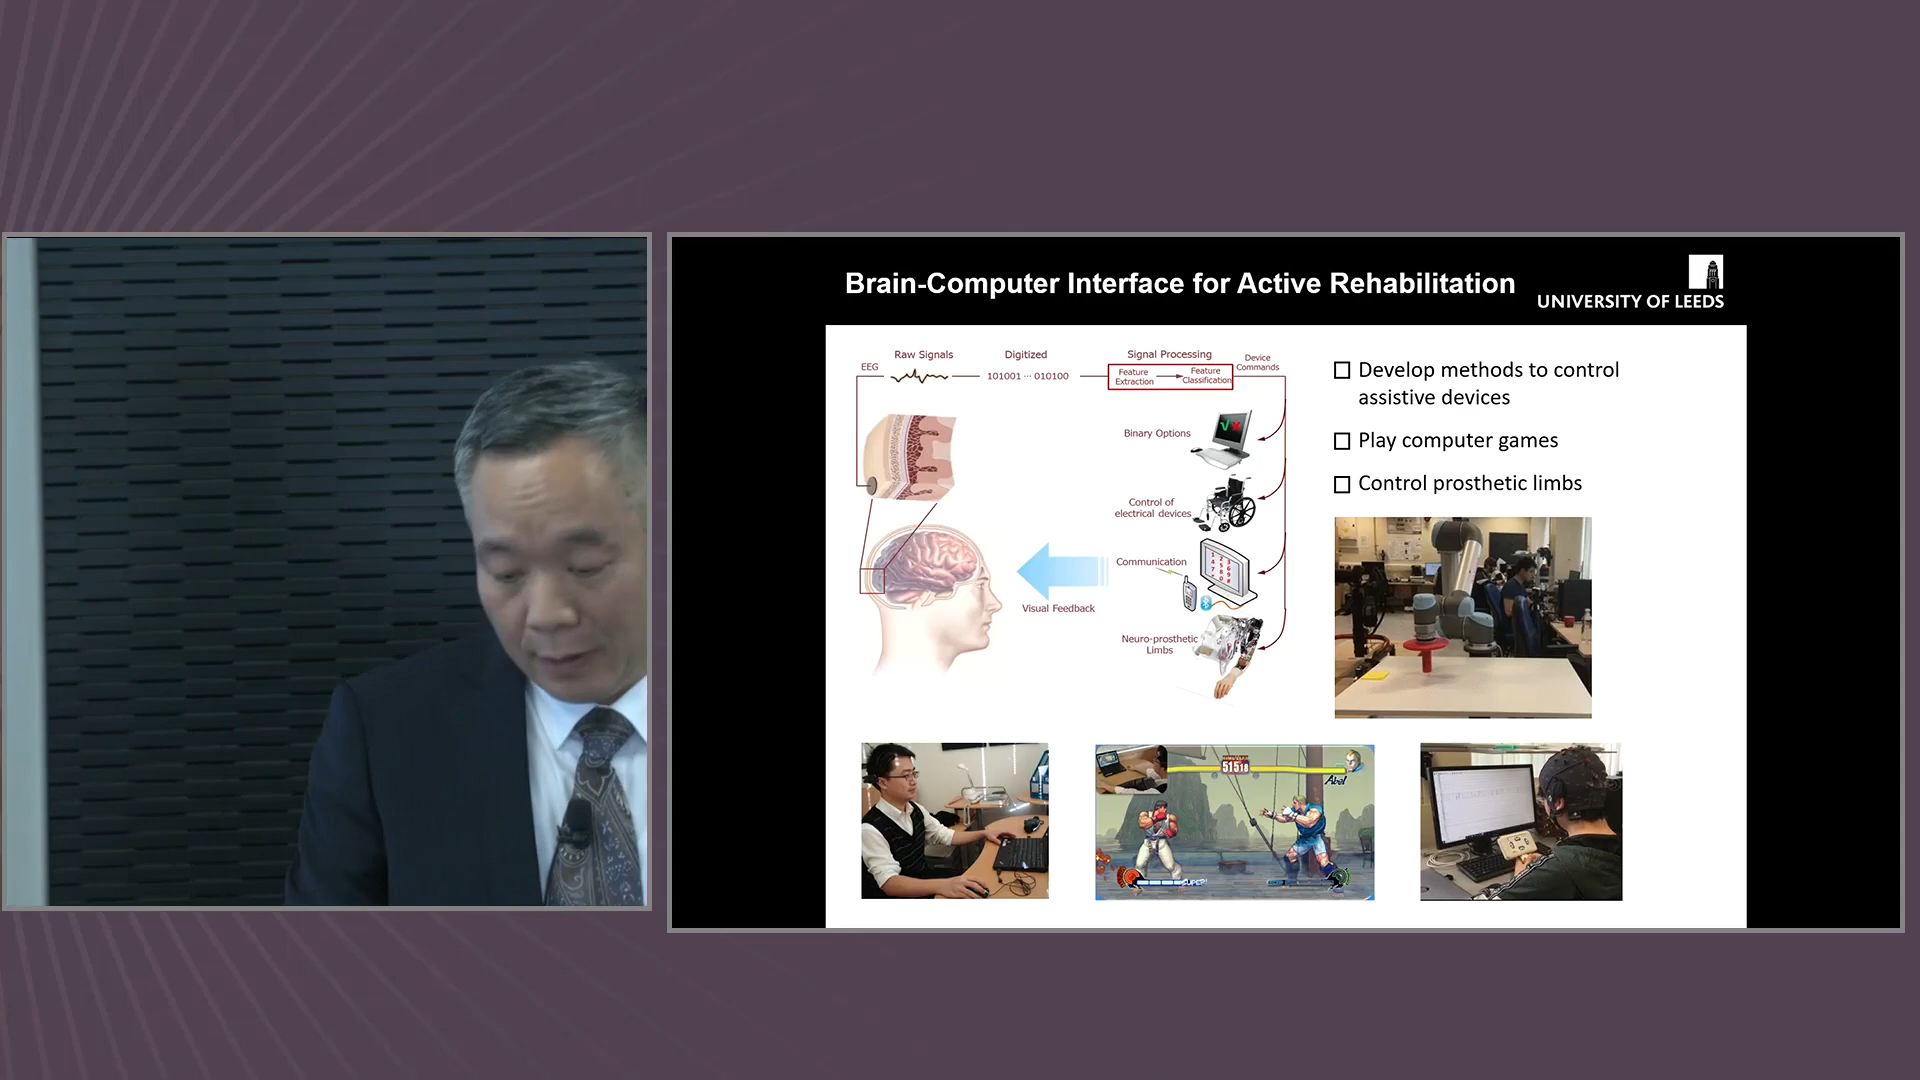 Brain-Computer Interface for Active Rehabilitation
UNIVERSITY OF LEEDS
EEG
Raw Signals
Digitized
101001 ··· 010100
Signal Processing
Feature
Extraction
Feature
Classification
Device
Commands
Binary Options
Control of
electrical devices
Communication
Visual Feedback
Neuro-prosthetic
Limbs
☐ Develop methods to control
assistive devices
☐ Play computer games
☐ Control prosthetic limbs
Abel
SUPER!